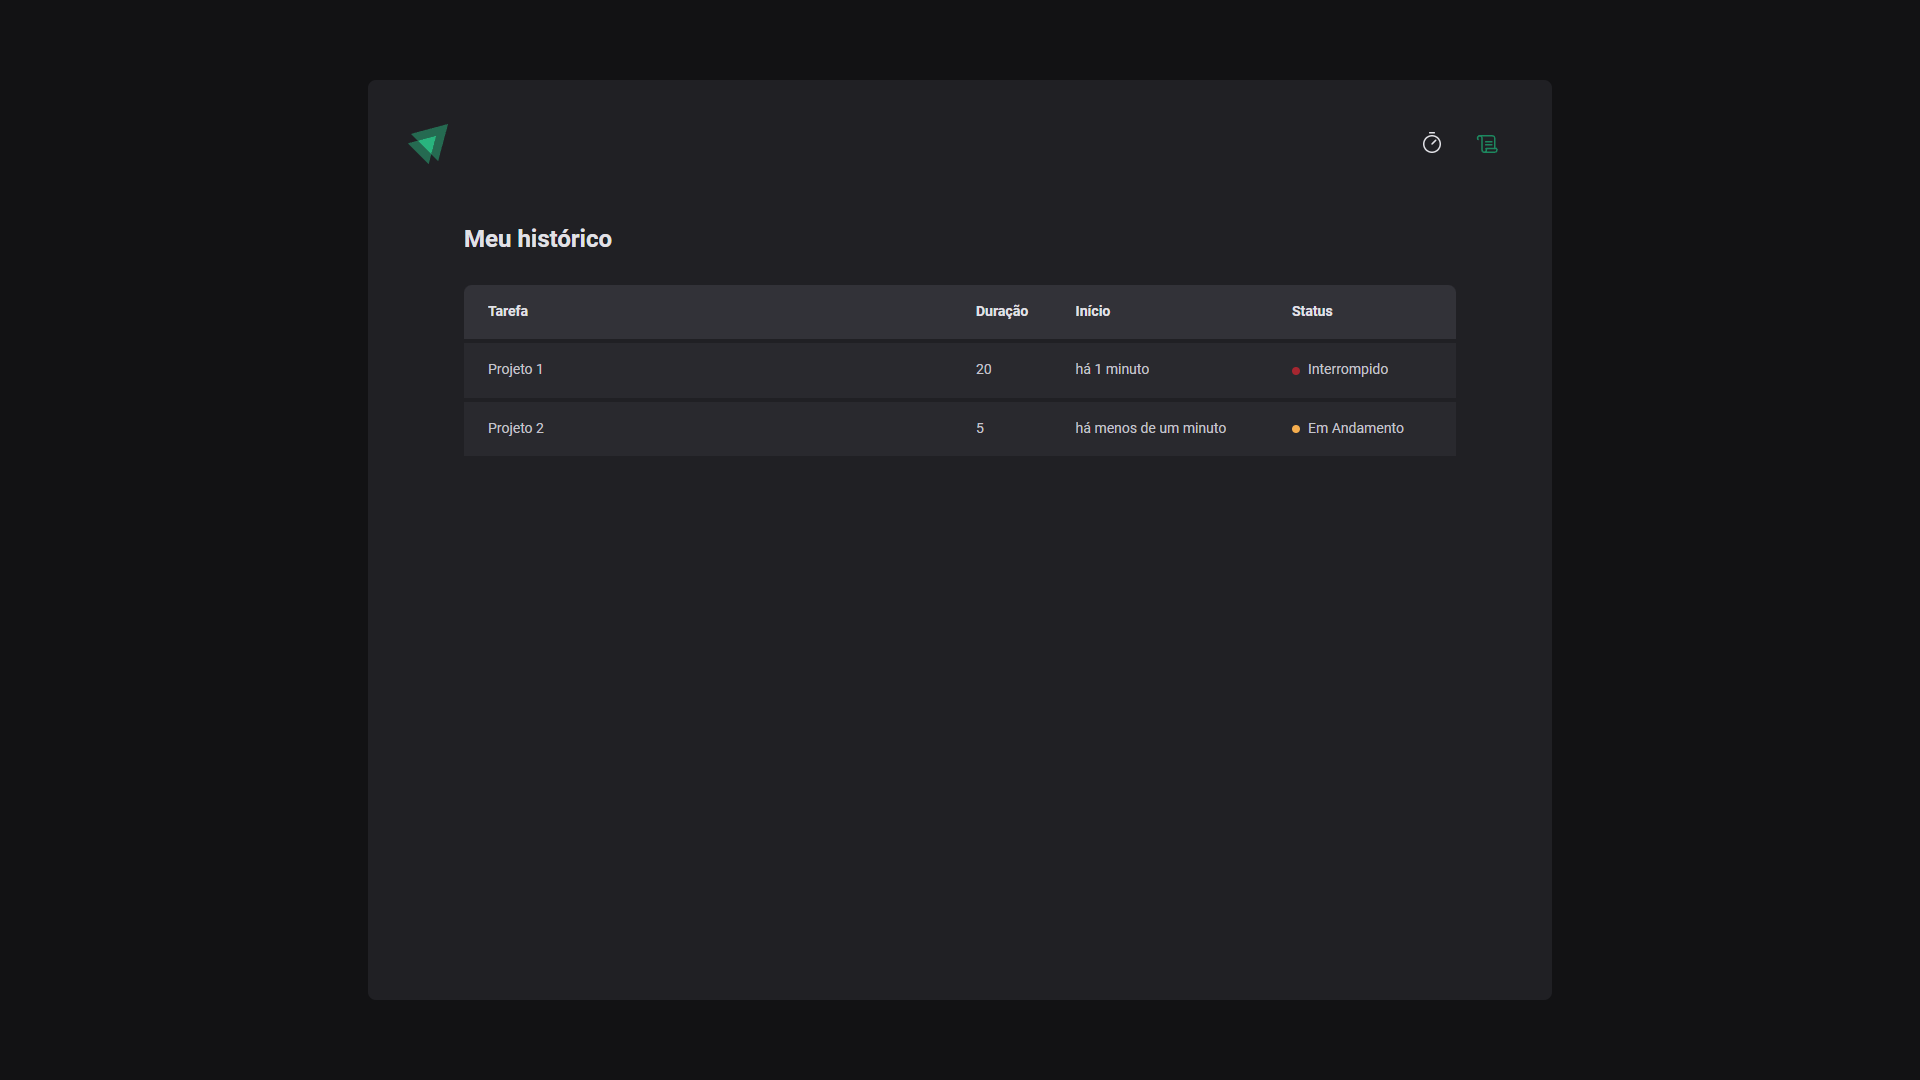 Meu histórico
Tarefa Duração Início Status
Projeto 1 20 há 1 minuto Interrompido
Projeto 2 5 há menos de um minuto Em Andamento